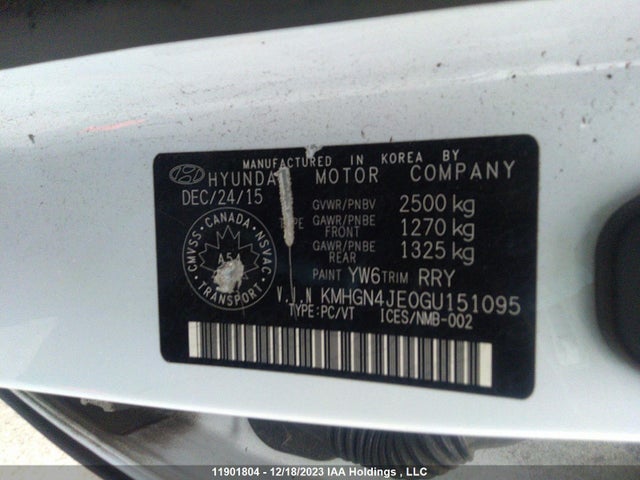 MANUFACTURED IN KOREA BY
HYUNDAI MOTOR COMPANY
DEC/24/15
GVWR/PNBV 2500 kg
TYPE GAWR/PNBE FRONT 1270 kg
GAWR/PNBE REAR 1325 kg
PAINT YW6 TRIM RRY
V.I.N KMHGN4JE0GU151095
TYPE:PC/VT ICES/NMB-002
CMVSS · CANADA · NSVAC
TRANSPORT
11901804 - 12/18/2023 IAA Holdings , LLC